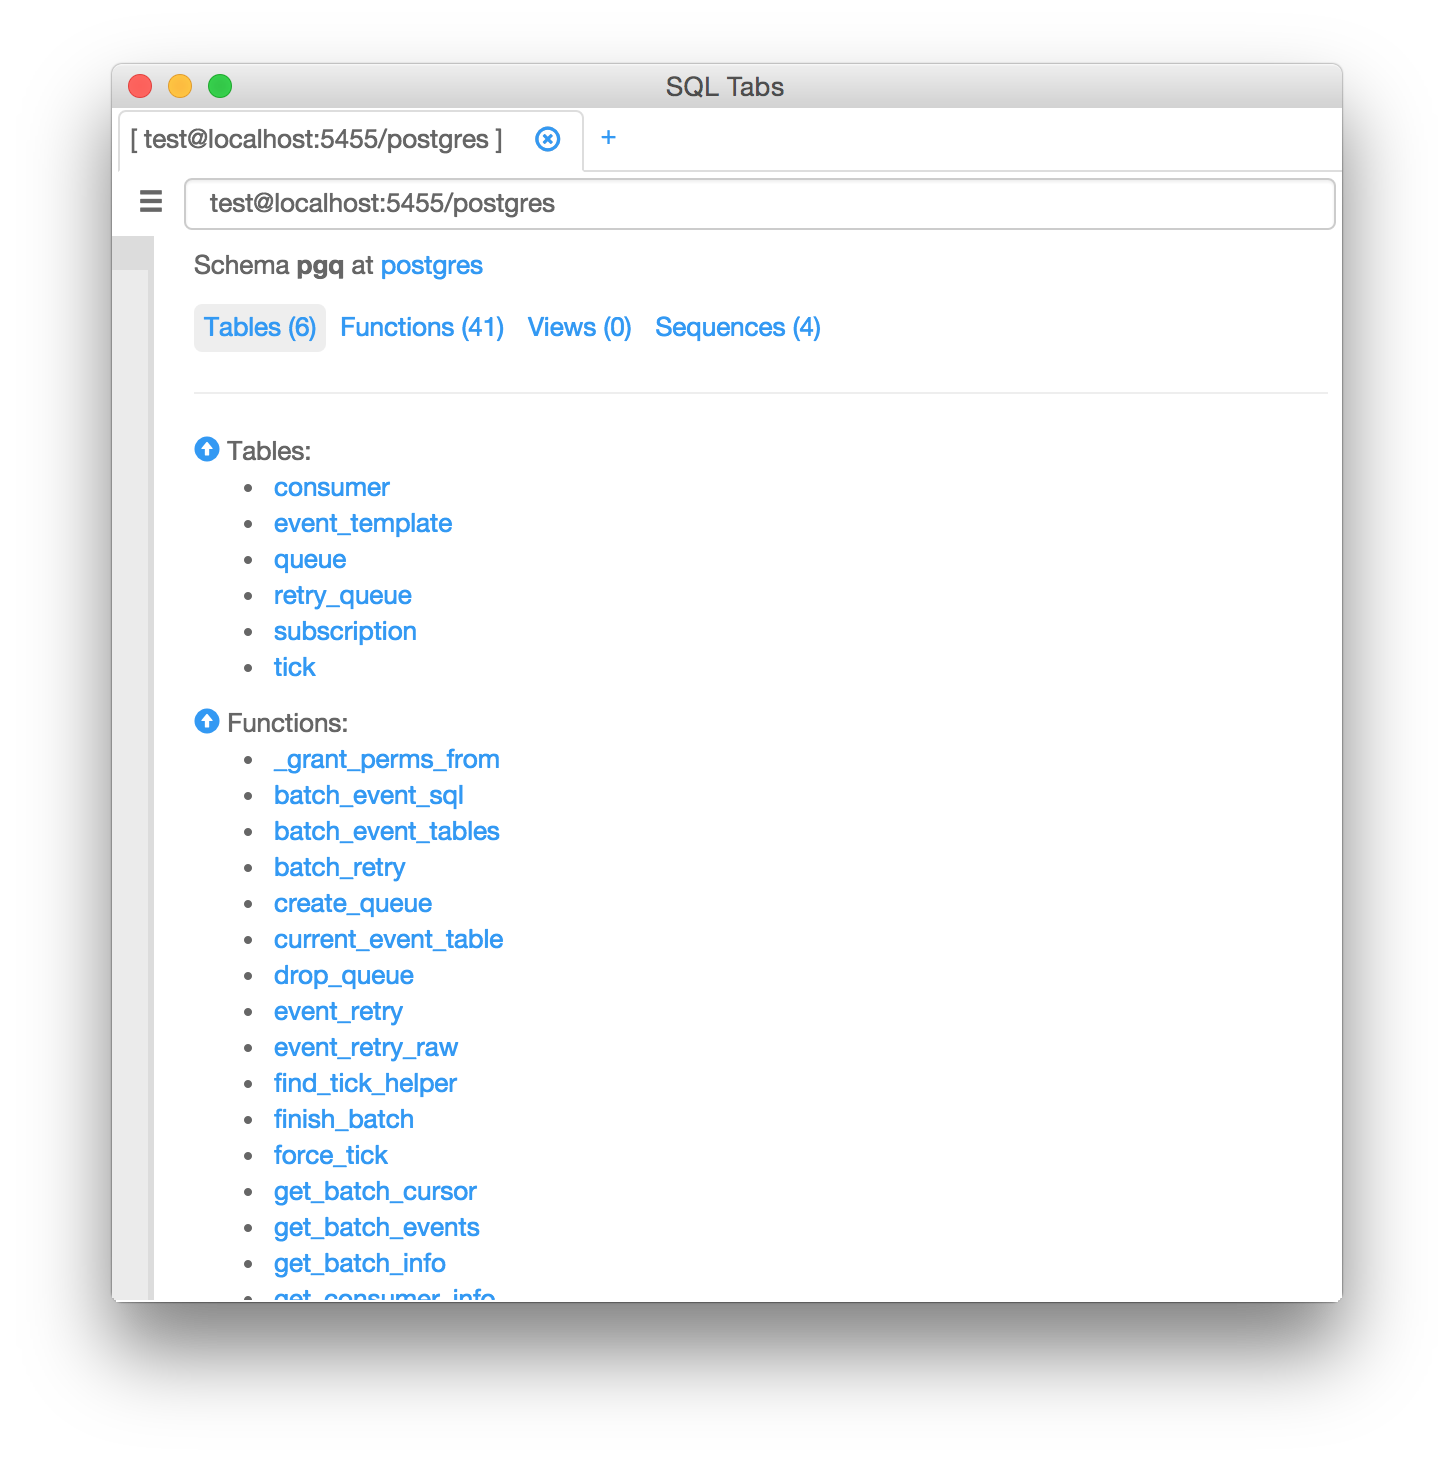 SQL Tabs
[ test@localhost:5455/postgres ] +
test@localhost:5455/postgres
Schema pgq at postgres
Tables (6) Functions (41) Views (0) Sequences (4)
Tables:
consumer
event_template
queue
retry_queue
subscription
tick
Functions:
_grant_perms_from
batch_event_sql
batch_event_tables
batch_retry
create_queue
current_event_table
drop_queue
event_retry
event_retry_raw
find_tick_helper
finish_batch
force_tick
get_batch_cursor
get_batch_events
get_batch_info
get_consumer_info